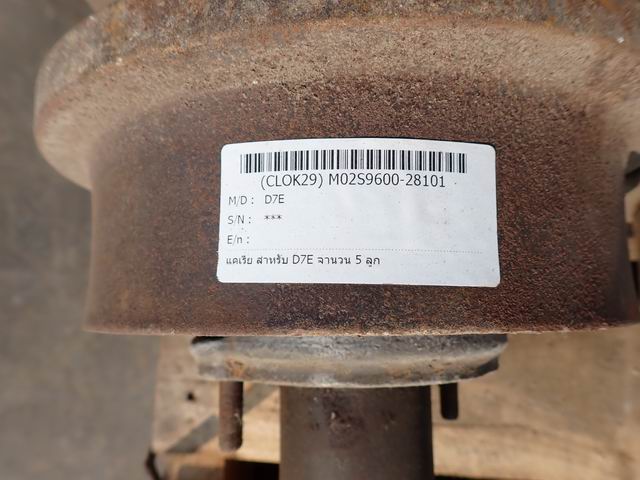 (CLOK29) M02S9600-28101
M/D : D7E
S/N : ***
E/n :
แคเรีย สำหรับ D7E จำนวน 5 ลูก